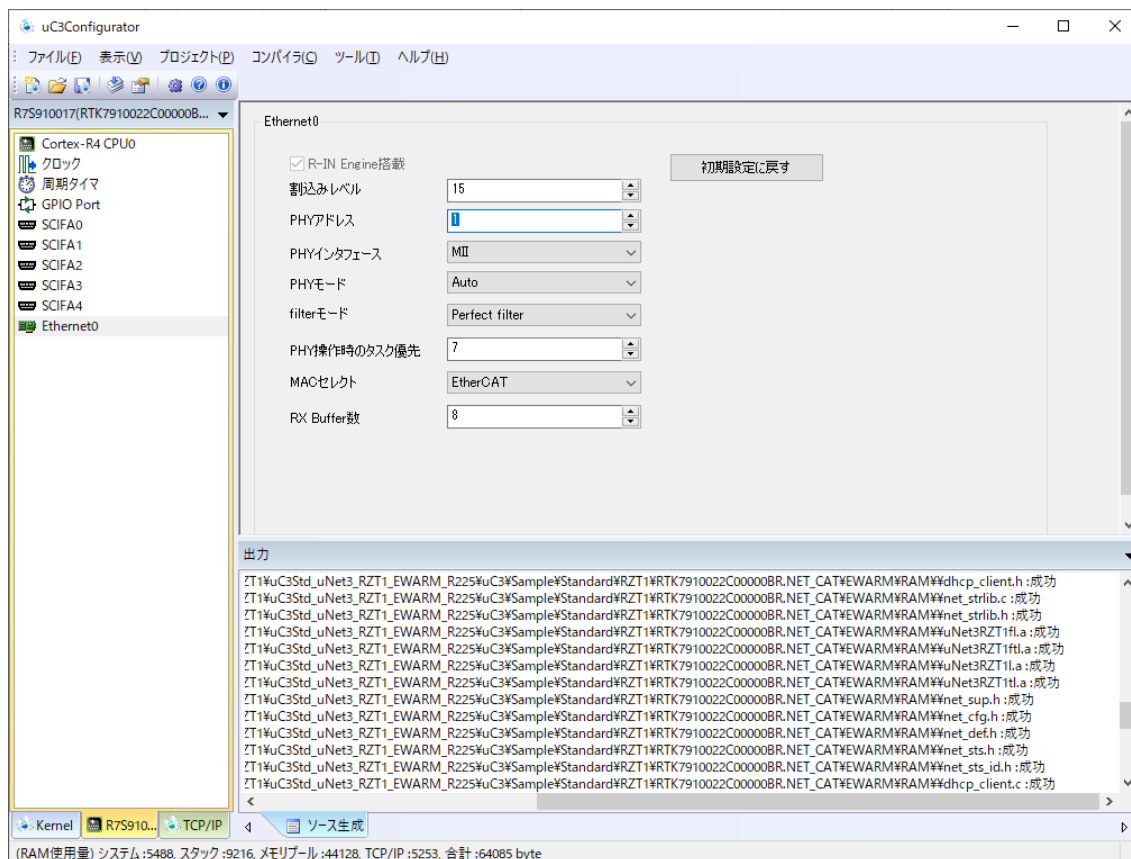 uC3Configurator
ファイル(F) 表示(V) プロジェクト(P) コンパイラ(C) ツール(T) ヘルプ(H)
R7S910017(RTK7910022C00000B...
Cortex-R4 CPU0
クロック
周期タイマ
GPIO Port
SCIFA0
SCIFA1
SCIFA2
SCIFA3
SCIFA4
Ethernet0
Ethernet0
R-IN Engine搭載
初期設定に戻す
割込みレベル 15
PHYアドレス 1
PHYインタフェース MII
PHYモード Auto
filterモード Perfect filter
PHY操作時のタスク優先 7
MACセレクト EtherCAT
RX Buffer数 8
出力
ZT1¥uC3Std_uNet3_RZT1_EWARM_R225¥uC3¥Sample¥Standard¥RZT1¥RTK7910022C00000BR.NET_CAT¥EWARM¥RAM¥¥dhcp_client.h :成功
ZT1¥uC3Std_uNet3_RZT1_EWARM_R225¥uC3¥Sample¥Standard¥RZT1¥RTK7910022C00000BR.NET_CAT¥EWARM¥RAM¥¥net_strlib.c :成功
ZT1¥uC3Std_uNet3_RZT1_EWARM_R225¥uC3¥Sample¥Standard¥RZT1¥RTK7910022C00000BR.NET_CAT¥EWARM¥RAM¥¥net_strlib.h :成功
ZT1¥uC3Std_uNet3_RZT1_EWARM_R225¥uC3¥Sample¥Standard¥RZT1¥RTK7910022C00000BR.NET_CAT¥EWARM¥RAM¥¥uNet3RZT1fl.a :成功
ZT1¥uC3Std_uNet3_RZT1_EWARM_R225¥uC3¥Sample¥Standard¥RZT1¥RTK7910022C00000BR.NET_CAT¥EWARM¥RAM¥¥uNet3RZT1ftl.a :成功
ZT1¥uC3Std_uNet3_RZT1_EWARM_R225¥uC3¥Sample¥Standard¥RZT1¥RTK7910022C00000BR.NET_CAT¥EWARM¥RAM¥¥uNet3RZT1l.a :成功
ZT1¥uC3Std_uNet3_RZT1_EWARM_R225¥uC3¥Sample¥Standard¥RZT1¥RTK7910022C00000BR.NET_CAT¥EWARM¥RAM¥¥uNet3RZT1tl.a :成功
ZT1¥uC3Std_uNet3_RZT1_EWARM_R225¥uC3¥Sample¥Standard¥RZT1¥RTK7910022C00000BR.NET_CAT¥EWARM¥RAM¥¥net_sup.h :成功
ZT1¥uC3Std_uNet3_RZT1_EWARM_R225¥uC3¥Sample¥Standard¥RZT1¥RTK7910022C00000BR.NET_CAT¥EWARM¥RAM¥¥net_cfg.h :成功
ZT1¥uC3Std_uNet3_RZT1_EWARM_R225¥uC3¥Sample¥Standard¥RZT1¥RTK7910022C00000BR.NET_CAT¥EWARM¥RAM¥¥net_def.h :成功
ZT1¥uC3Std_uNet3_RZT1_EWARM_R225¥uC3¥Sample¥Standard¥RZT1¥RTK7910022C00000BR.NET_CAT¥EWARM¥RAM¥¥net_sts.h :成功
ZT1¥uC3Std_uNet3_RZT1_EWARM_R225¥uC3¥Sample¥Standard¥RZT1¥RTK7910022C00000BR.NET_CAT¥EWARM¥RAM¥¥net_sts_id.h :成功
ZT1¥uC3Std_uNet3_RZT1_EWARM_R225¥uC3¥Sample¥Standard¥RZT1¥RTK7910022C00000BR.NET_CAT¥EWARM¥RAM¥¥dhcp_client.c :成功
Kernel R7S910... TCP/IP ソース生成
(RAM使用量) システム :5488, スタック :9216, メモリプール :44128, TCP/IP :5253, 合計 :64085 byte